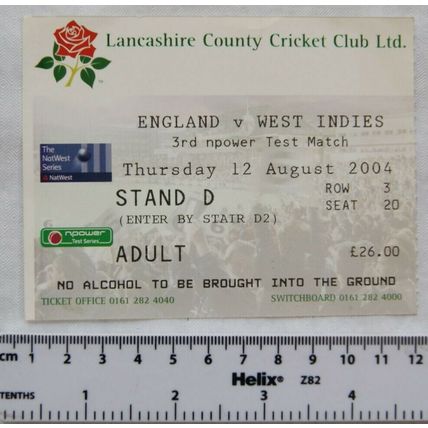 Lancashire County Cricket Club Ltd.
ENGLAND v WEST INDIES
3rd npower Test Match
The
NatWest
Series
NatWest
Thursday 12 August 2004
STAND D
ROW 3
(ENTER BY STAIR D2)
SEAT 20
npower
Test Series
ADULT
£26.00
NO ALCOHOL TO BE BROUGHT INTO THE GROUND
TICKET OFFICE 0161 282 4040
SWITCHBOARD 0161 282 4000
cm 1 2 3 4 5 6 7 8 9 10 11 12
Helix® Z82
TENTHS 1 2 3 4